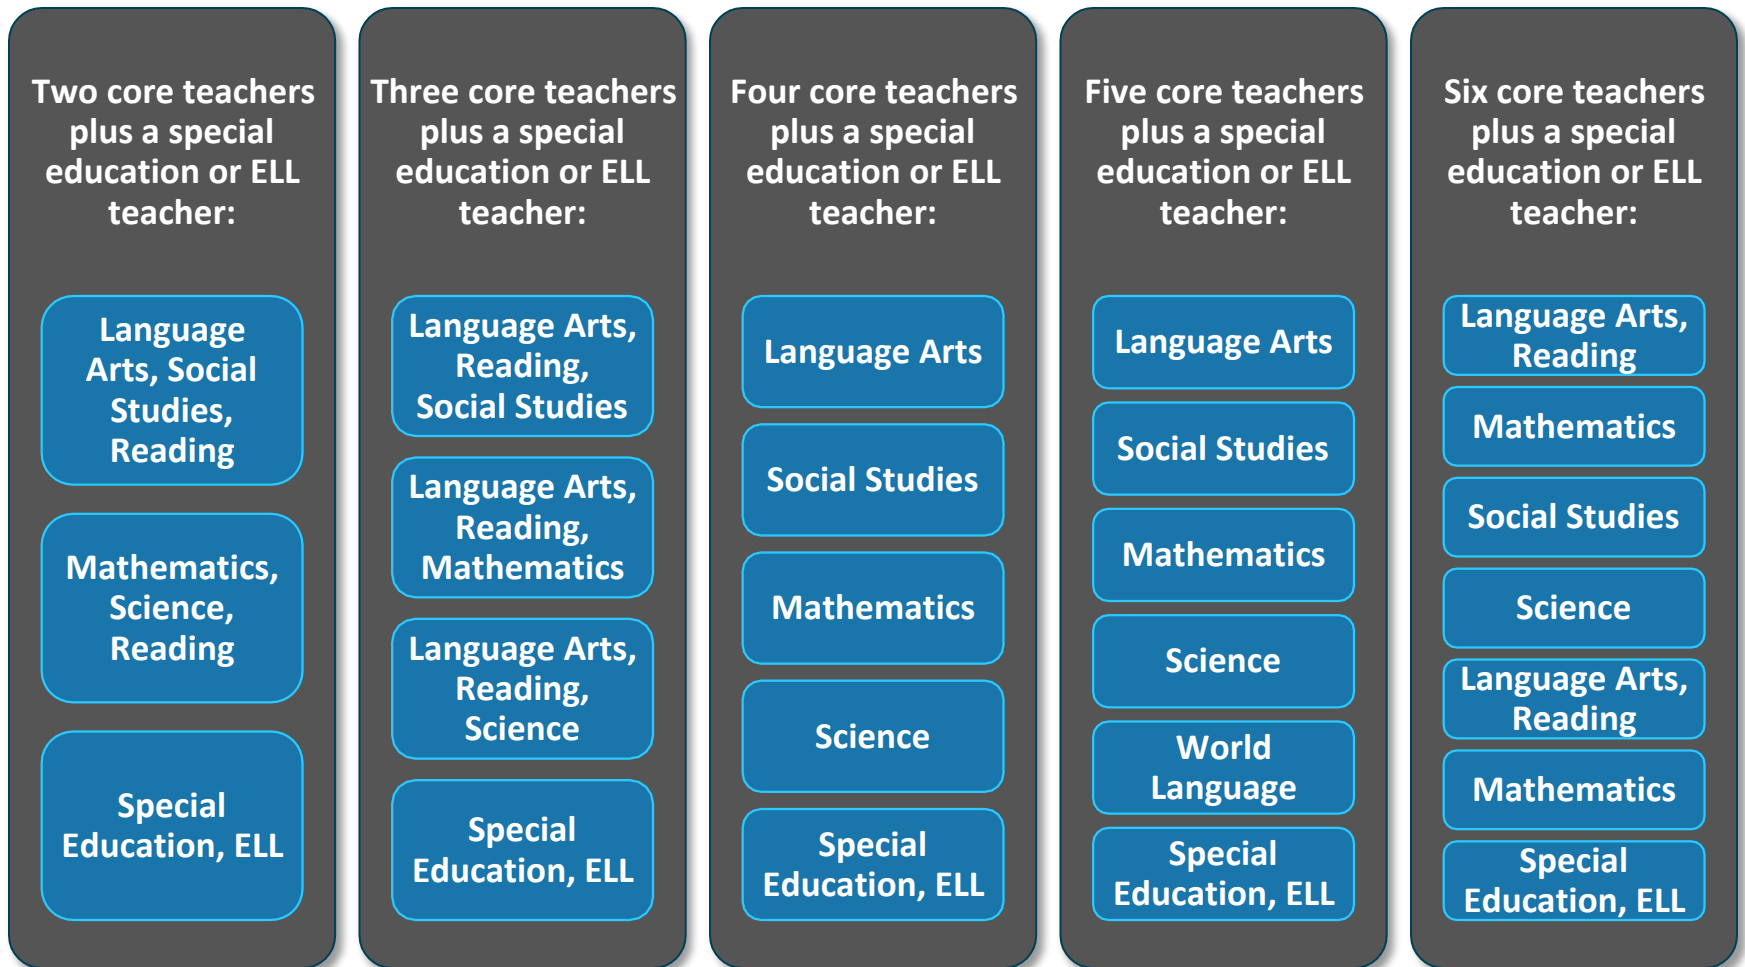 Two core teachers
plus a special
education or ELL
teacher:
Language
Arts, Social
Studies,
Reading
Mathematics,
Science,
Reading
Special
Education, ELL
Three core teachers
plus a special
education or ELL
teacher:
Language Arts,
Reading,
Social Studies
Language Arts,
Reading,
Mathematics
Language Arts,
Reading,
Science
Special
Education, ELL
Four core teachers
plus a special
education or ELL
teacher:
Language Arts
Social Studies
Mathematics
Science
Special
Education, ELL
Five core teachers
plus a special
education or ELL
teacher:
Language Arts
Social Studies
Mathematics
Science
World
Language
Special
Education, ELL
Six core teachers
plus a special
education or ELL
teacher:
Language Arts,
Reading
Mathematics
Social Studies
Science
Language Arts,
Reading
Mathematics
Special
Education, ELL